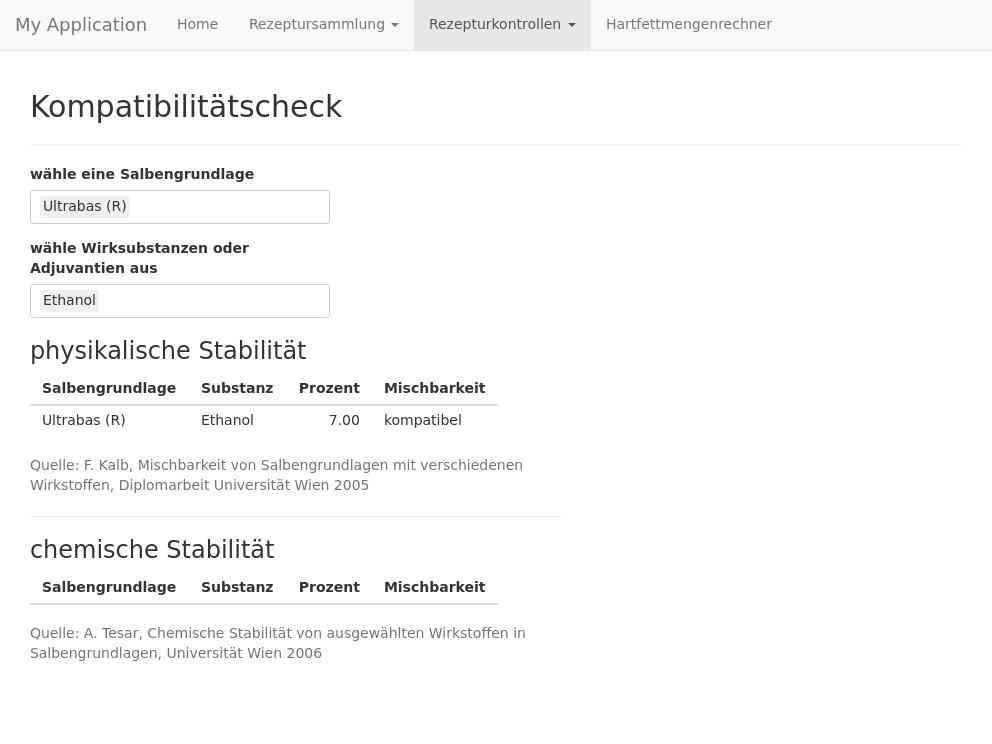 My Application Home Rezeptursammlung Rezepturkontrollen Hartfettmengenrechner
Kompatibilitätscheck
wähle eine Salbengrundlage
Ultrabas (R)
wähle Wirksubstanzen oder
Adjuvantien aus
Ethanol
physikalische Stabilität
Salbengrundlage Substanz Prozent Mischbarkeit
Ultrabas (R) Ethanol 7.00 kompatibel
Quelle: F. Kalb, Mischbarkeit von Salbengrundlagen mit verschiedenen
Wirkstoffen, Diplomarbeit Universität Wien 2005
chemische Stabilität
Salbengrundlage Substanz Prozent Mischbarkeit
Quelle: A. Tesar, Chemische Stabilität von ausgewählten Wirkstoffen in
Salbengrundlagen, Universität Wien 2006